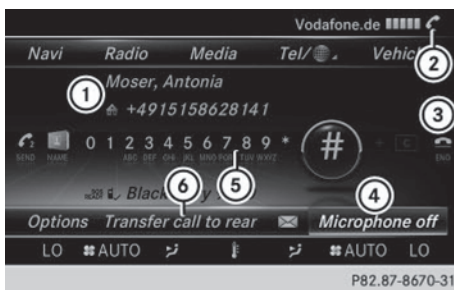 Vodafone.de
Navi Radio Media Tel/ Vehic
Moser, Antonia
+4915158628141
0 1 2 3 4 5 6 7 8 9 * # + C
SEND NAME ABC DEF GHI JKL MNO PQR TUV WXYZ END
Blac y
Options Transfer call to rear Microphone off
LO AUTO AUTO LO
1
2
3
4
5
6
P82.87-8670-31